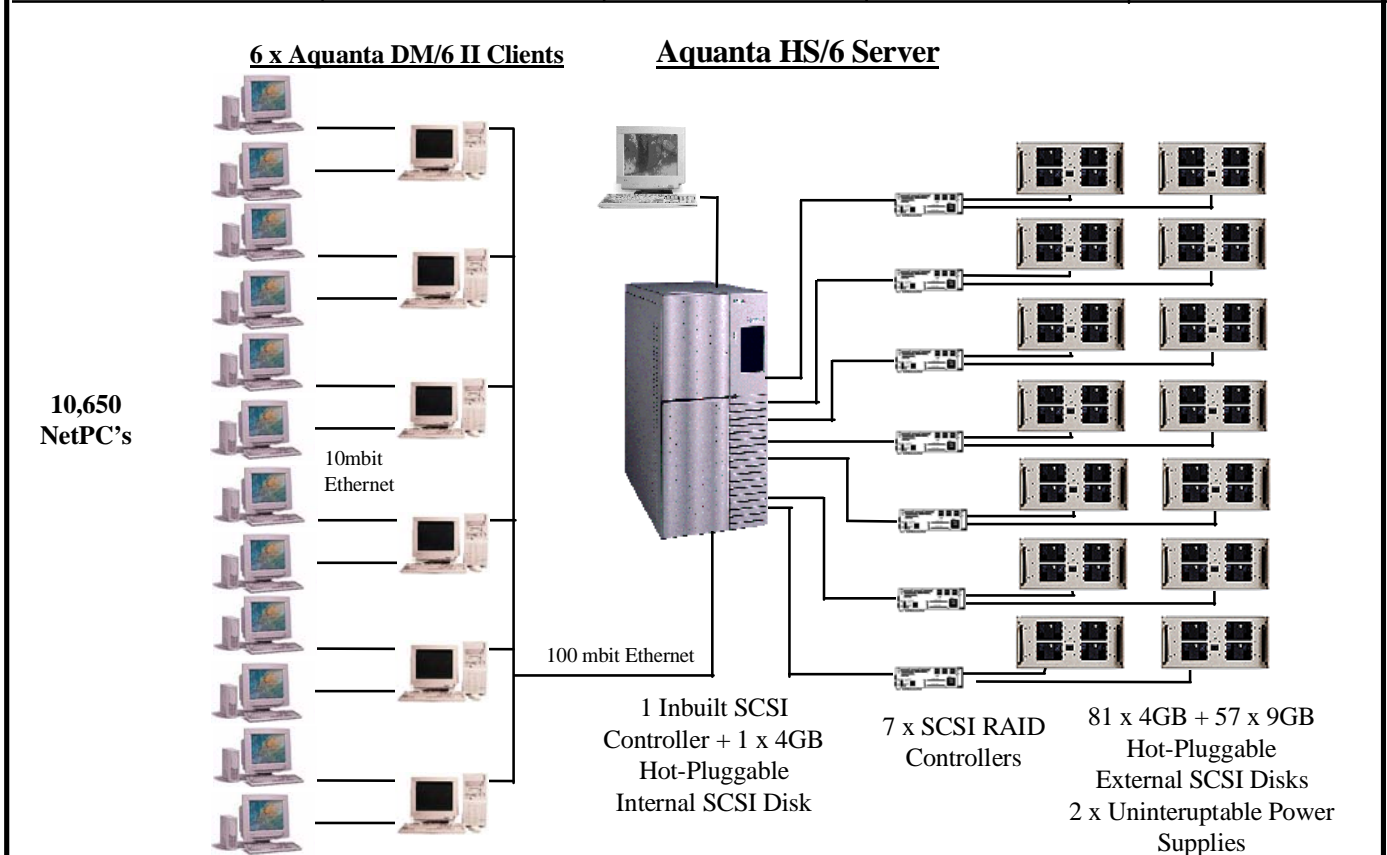 6 x Aquanta DM/6 II Clients
Aquanta HS/6 Server
10,650
NetPC's
10mbit
Ethernet
100 mbit Ethernet
1 Inbuilt SCSI
Controller + 1 x 4GB
Hot-Pluggable
Internal SCSI Disk
7 x SCSI RAID
Controllers
81 x 4GB + 57 x 9GB
Hot-Pluggable
External SCSI Disks
2 x Uninteruptable Power
Supplies